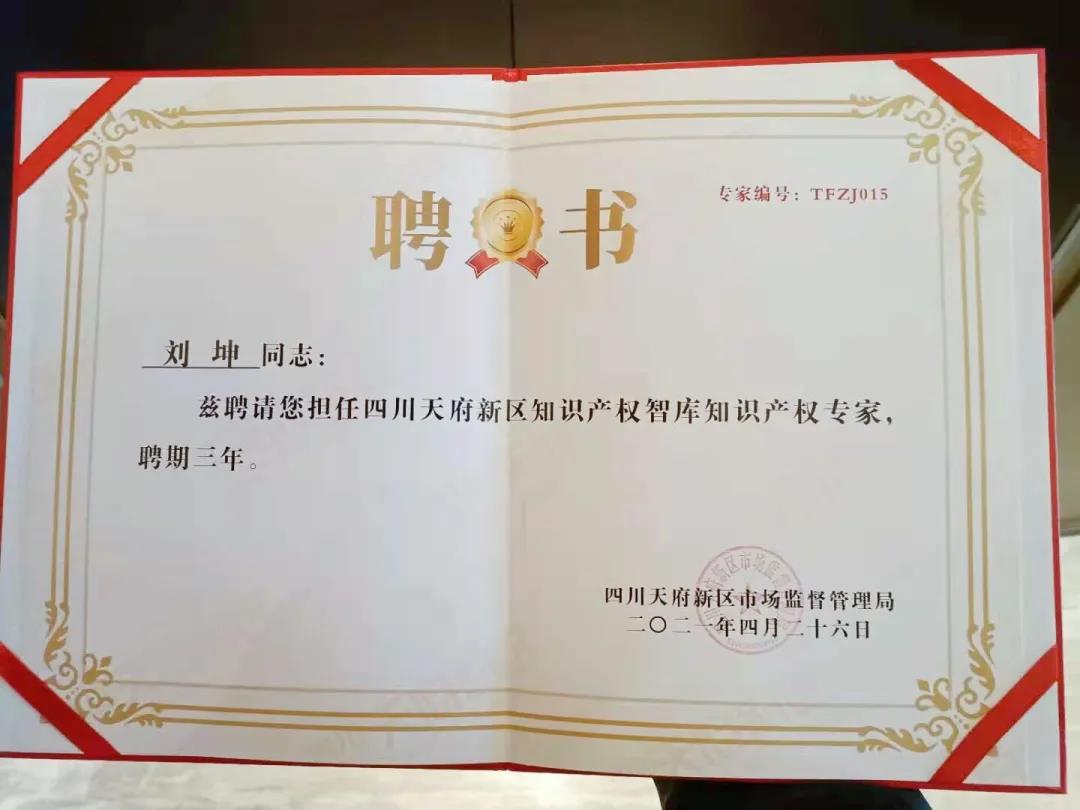 专家编号：TFZJ015
聘书
刘坤同志：
兹聘请您担任四川天府新区知识产权智库知识产权专家，
聘期三年。
四川天府新区市场监督管理局
二〇二一年四月二十六日